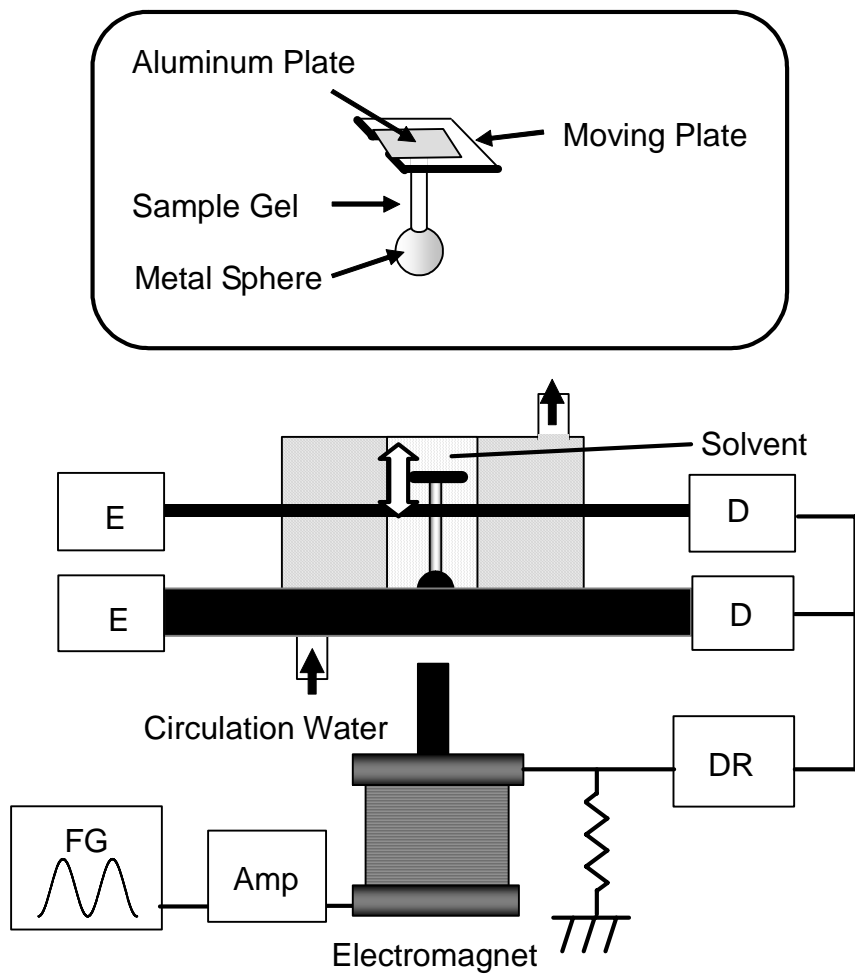 Aluminum Plate
Moving Plate
Sample Gel
Metal Sphere
Solvent
E
D
E
D
Circulation Water
DR
FG
Amp
Electromagnet